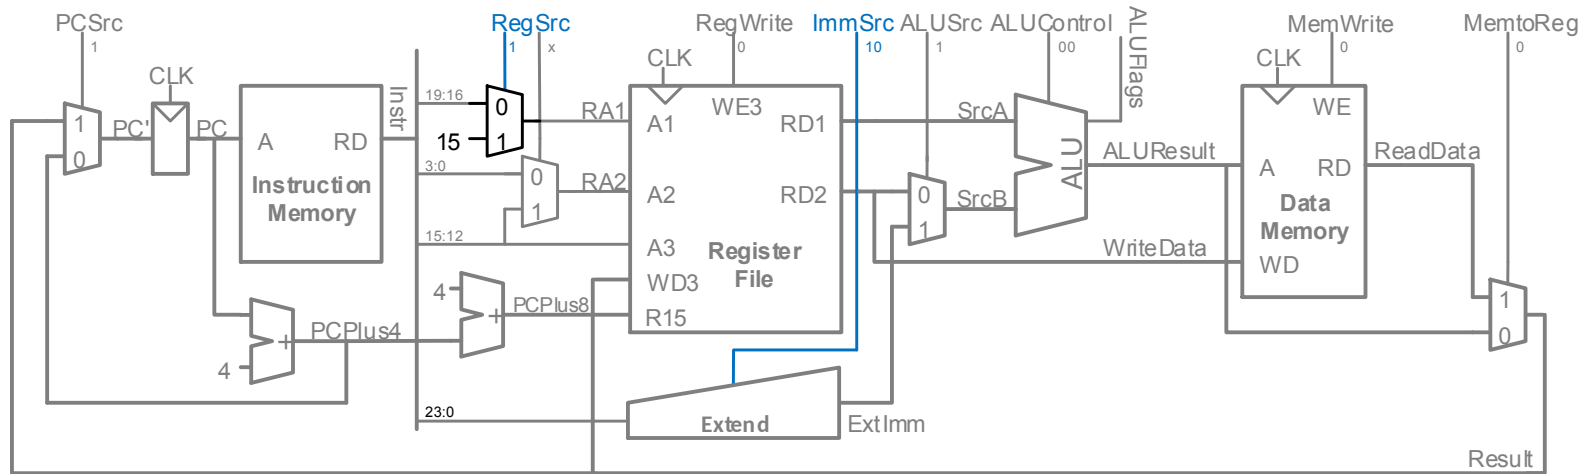 PCSrc
1
RegSrc
1
x
RegWrite
0
ImmSrc
10
ALUSrc
1
ALUControl
00
ALUFlags
MemWrite
0
MemtoReg
0
CLK
CLK
CLK
1
0
PC'
PC
A
RD
Instruction
Memory
Instr
19:16
15
0
1
RA1
3:0
0
1
RA2
15:12
A1
A2
A3
WD3
R15
WE3
RD1
RD2
Register
File
SrcA
0
1
SrcB
ALU
ALUResult
WriteData
A
RD
WE
WD
Data
Memory
ReadData
1
0
4
+
PCPlus4
4
+
PCPlus8
23:0
Extend
ExtImm
Result